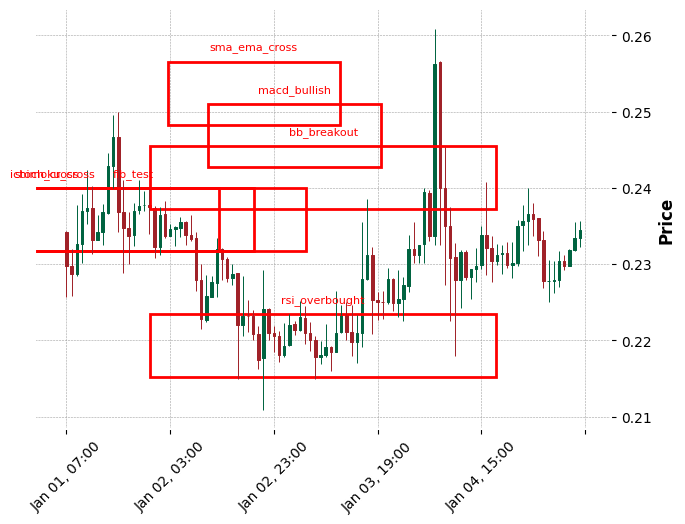 sma_ema_cross
macd_bullish
bb_breakout
fib_test
rsi_overbought
0.26
0.25
0.24
0.23
0.22
0.21
Price
Jan 01, 07:00
Jan 02, 03:00
Jan 02, 23:00
Jan 03, 19:00
Jan 04, 15:00